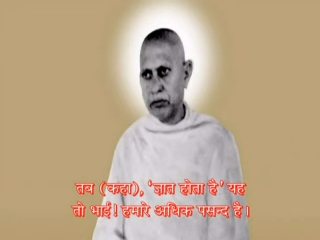 तब (कहा), 'ज्ञात होता है' यह
तो भाई! हमारे अधिक पसन्द है।